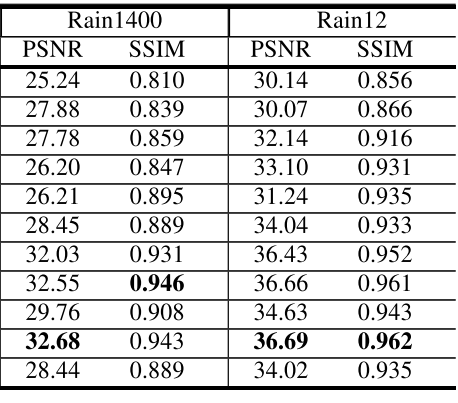 Rain1400 Rain12
PSNR SSIM PSNR SSIM
25.24 0.810 30.14 0.856
27.88 0.839 30.07 0.866
27.78 0.859 32.14 0.916
26.20 0.847 33.10 0.931
26.21 0.895 31.24 0.935
28.45 0.889 34.04 0.933
32.03 0.931 36.43 0.952
32.55 0.946 36.66 0.961
29.76 0.908 34.63 0.943
32.68 0.943 36.69 0.962
28.44 0.889 34.02 0.935